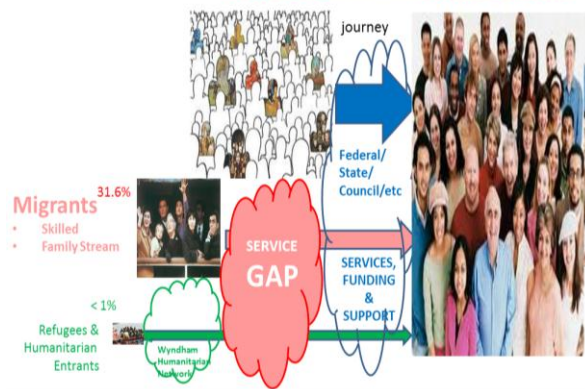 journey
Federal/
State/
Council/etc
31.6%
Migrants
• Skilled
• Family Stream
SERVICE
GAP
SERVICES,
FUNDING
&
SUPPORT
< 1%
Refugees &
Humanitarian
Entrants
Wyndham
Humanitarian
Network